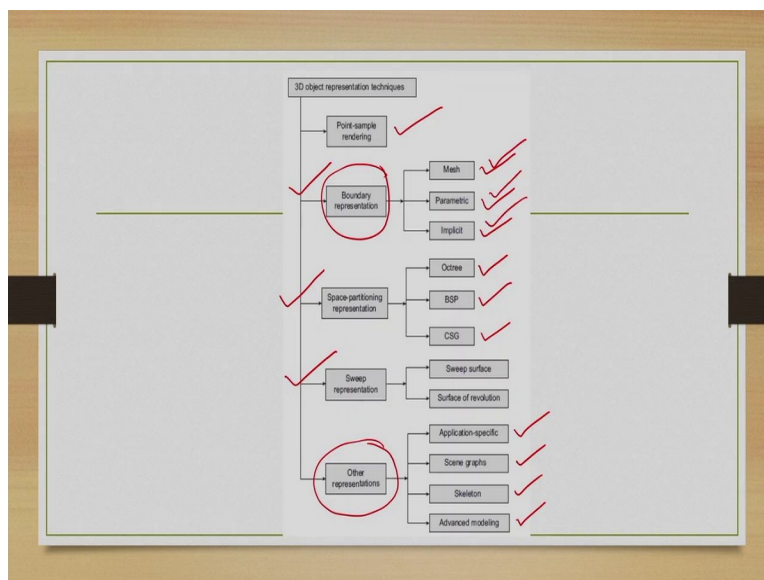 3D object representation techniques
Point-sample
rendering
Boundary
representation
Mesh
Parametric
Implicit
Space-partitioning
representation
Octree
BSP
CSG
Sweep
representation
Sweep surface
Surface of revolution
Other
representations
Application-specific
Scene graphs
Skeleton
Advanced modeling